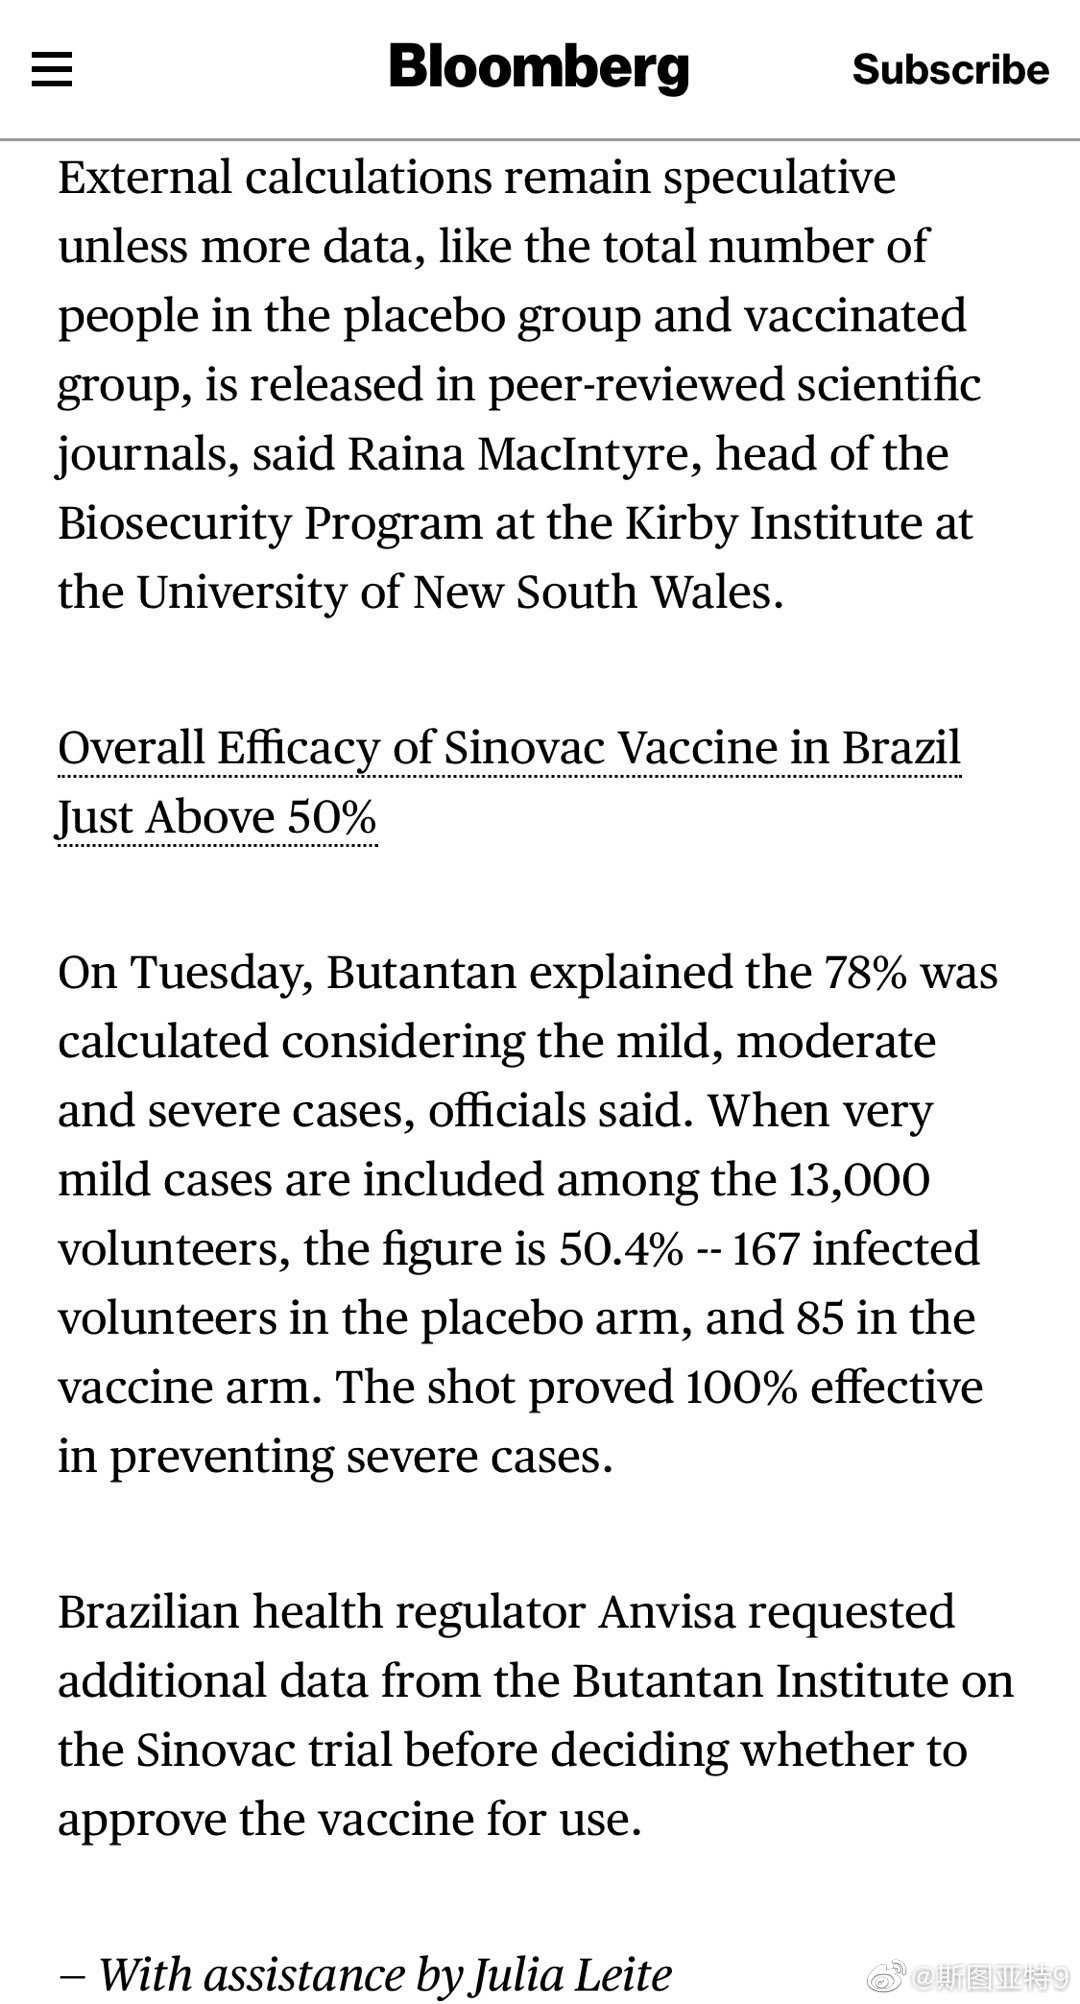 Bloomberg
Subscribe
External calculations remain speculative
unless more data, like the total number of
people in the placebo group and vaccinated
group, is released in peer-reviewed scientific
journals, said Raina MacIntyre, head of the
Biosecurity Program at the Kirby Institute at
the University of New South Wales.
Overall Efficacy of Sinovac Vaccine in Brazil
Just Above 50%
On Tuesday, Butantan explained the 78% was
calculated considering the mild, moderate
and severe cases, officials said. When very
mild cases are included among the 13,000
volunteers, the figure is 50.4% -- 167 infected
volunteers in the placebo arm, and 85 in the
vaccine arm. The shot proved 100% effective
in preventing severe cases.
Brazilian health regulator Anvisa requested
additional data from the Butantan Institute on
the Sinovac trial before deciding whether to
approve the vaccine for use.
– With assistance by Julia Leite
@斯图亚特9